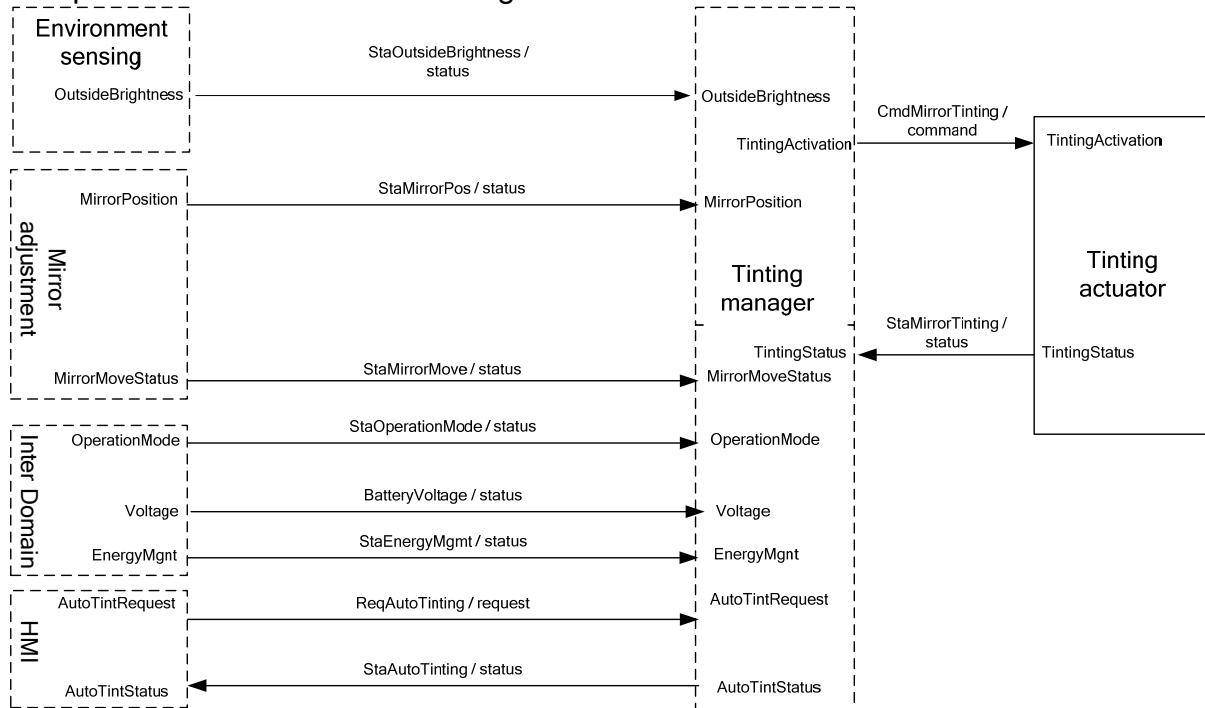 Environment
sensing
OutsideBrightness
StaOutsideBrightness /
status
OutsideBrightness
TintingActivation
CmdMirrorTinting /
command
TintingActivation
Mirror
adjustment
MirrorPosition
StaMirrorPos / status
MirrorPosition
Tinting
manager
Tinting
actuator
StaMirrorTinting /
status
TintingStatus
TintingStatus
MirrorMoveStatus
StaMirrorMove / status
MirrorMoveStatus
Inter Domain
OperationMode
StaOperationMode / status
OperationMode
Voltage
BatteryVoltage / status
Voltage
EnergyMgnt
StaEnergyMgmt / status
EnergyMgnt
HMI
AutoTintRequest
ReqAutoTinting / request
AutoTintRequest
AutoTintStatus
StaAutoTinting / status
AutoTintStatus